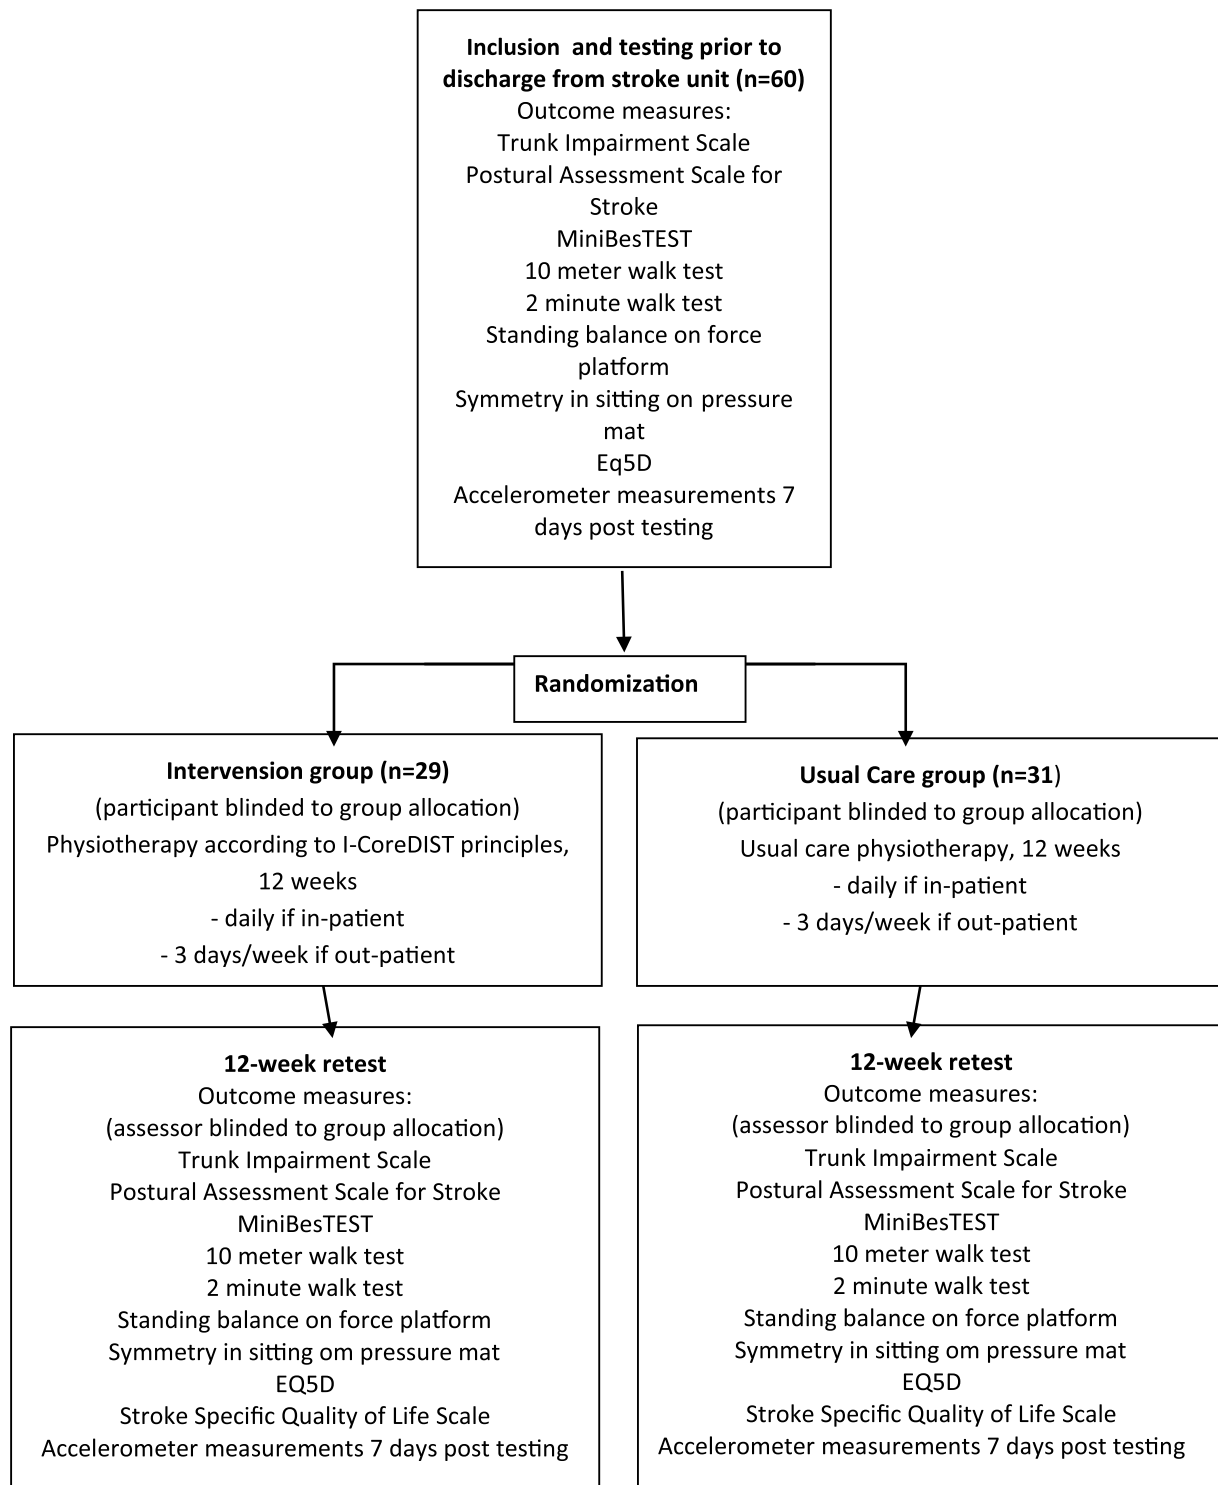 Inclusion and testing prior to
discharge from stroke unit (n=60)
Outcome measures:
Trunk Impairment Scale
Postural Assessment Scale for
Stroke
MiniBesTEST
10 meter walk test
2 minute walk test
Standing balance on force
platform
Symmetry in sitting on pressure
mat
Eq5D
Accelerometer measurements 7
days post testing
Randomization
Intervension group (n=29)
(participant blinded to group allocation)
Physiotherapy according to I-CoreDIST principles,
12 weeks
- daily if in-patient
- 3 days/week if out-patient
Usual Care group (n=31)
(participant blinded to group allocation)
Usual care physiotherapy, 12 weeks
- daily if in-patient
- 3 days/week if out-patient
12-week retest
Outcome measures:
(assessor blinded to group allocation)
Trunk Impairment Scale
Postural Assessment Scale for Stroke
MiniBesTEST
10 meter walk test
2 minute walk test
Standing balance on force platform
Symmetry in sitting om pressure mat
EQ5D
Stroke Specific Quality of Life Scale
Accelerometer measurements 7 days post testing
12-week retest
Outcome measures:
(assessor blinded to group allocation)
Trunk Impairment Scale
Postural Assessment Scale for Stroke
MiniBesTEST
10 meter walk test
2 minute walk test
Standing balance on force platform
Symmetry in sitting om pressure mat
EQ5D
Stroke Specific Quality of Life Scale
Accelerometer measurements 7 days post testing